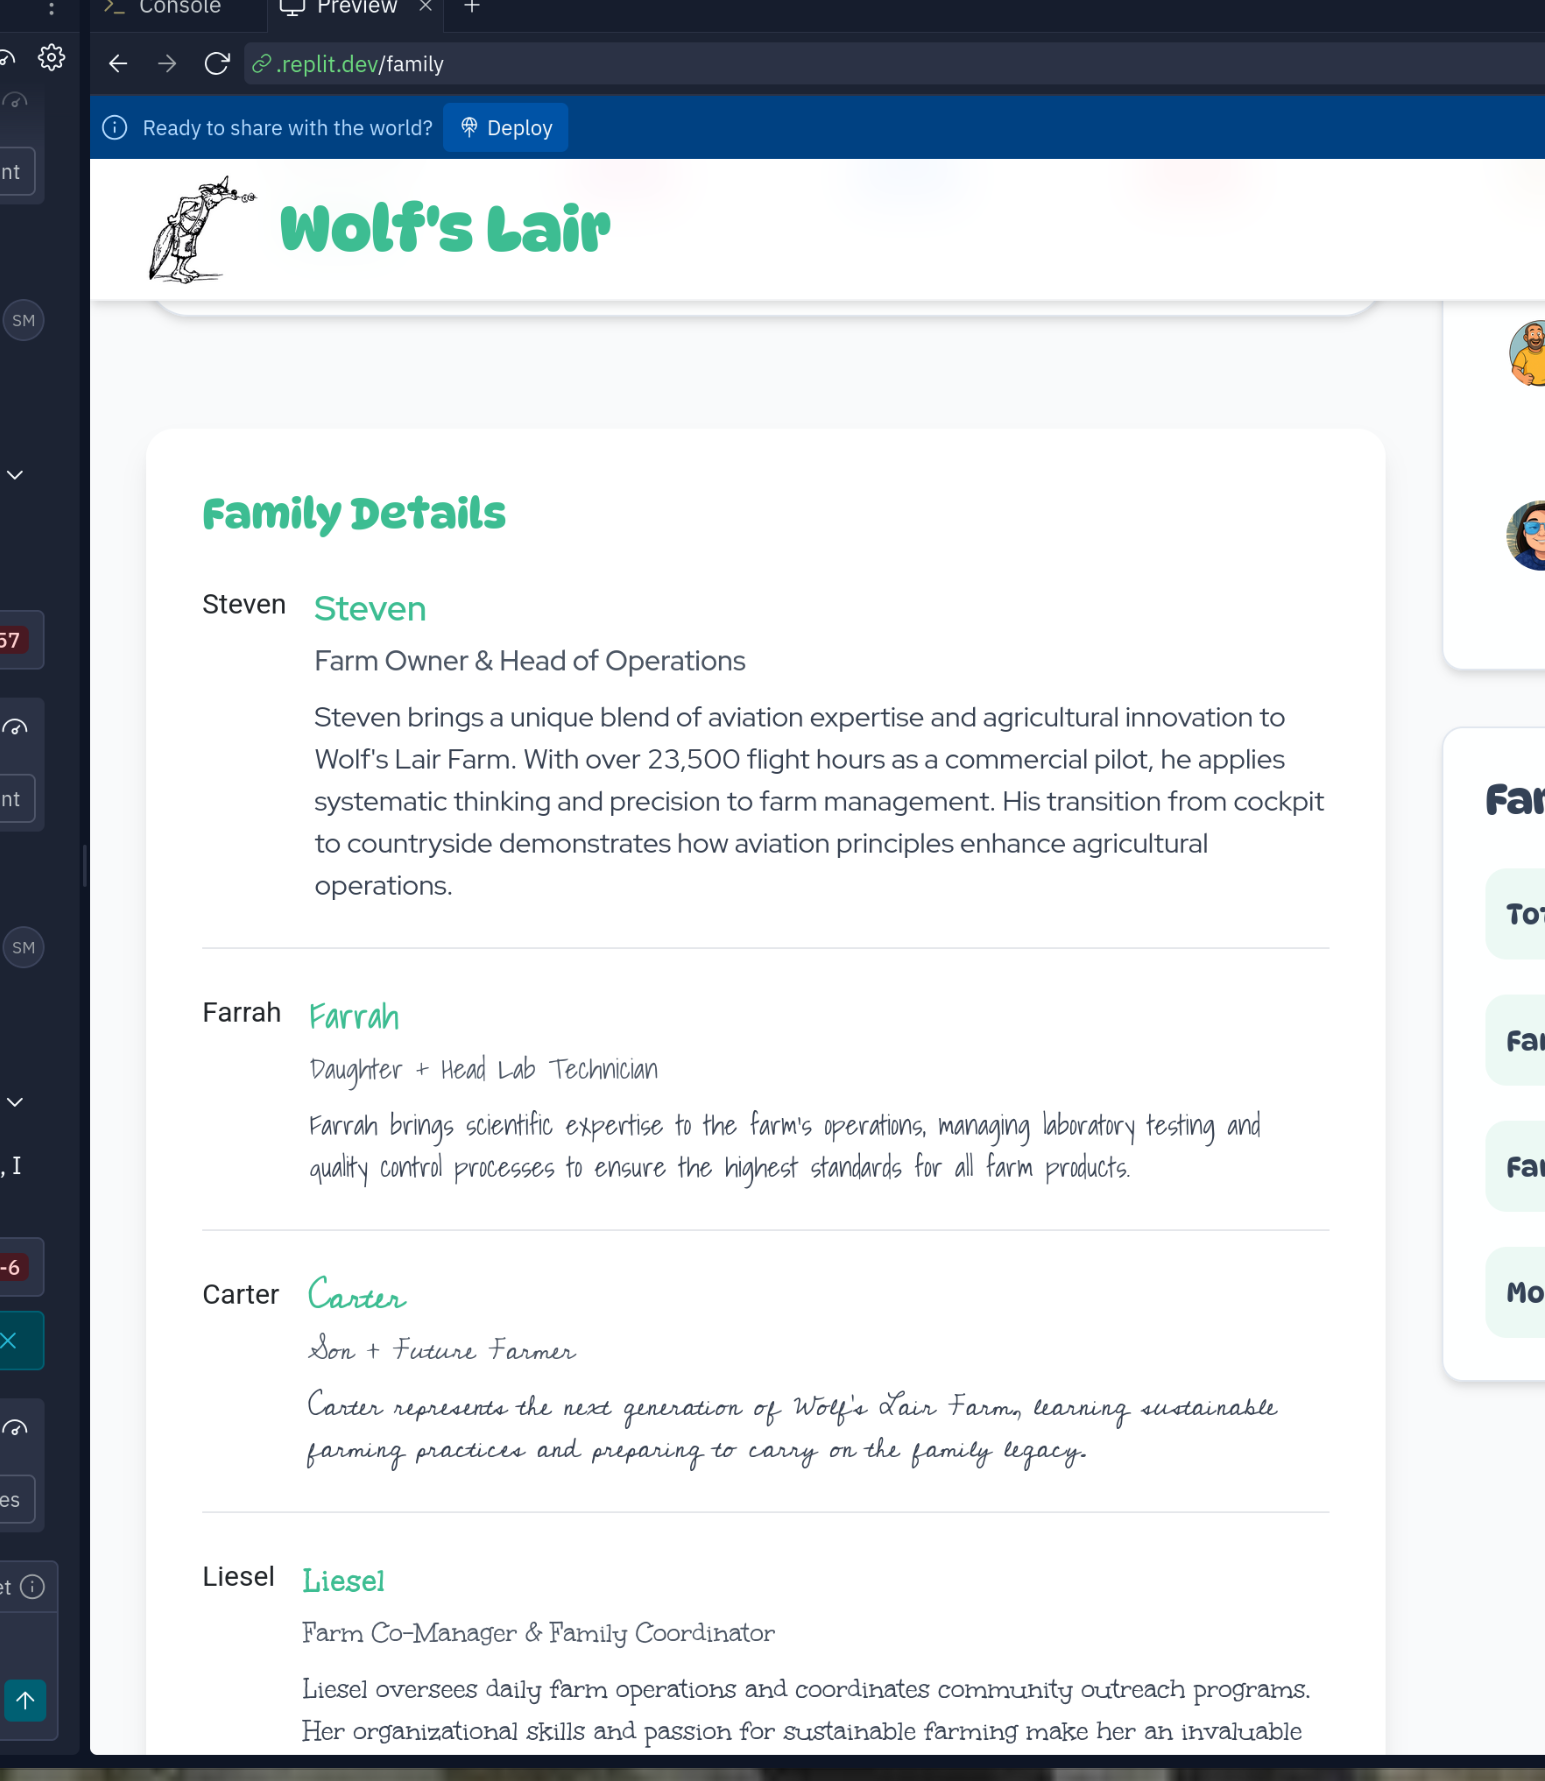 Console
Preview
.replit.dev/family
Ready to share with the world?
Deploy
nt
Wolf's Lair
SM
Family Details
Steven
Steven
Farm Owner & Head of Operations
Steven brings a unique blend of aviation expertise and agricultural innovation to
Wolf's Lair Farm. With over 23,500 flight hours as a commercial pilot, he applies
systematic thinking and precision to farm management. His transition from cockpit
to countryside demonstrates how aviation principles enhance agricultural
operations.
57
nt
SM
Farrah
Farrah
Daughter + Head Lab Technician
Farrah brings scientific expertise to the farm's operations, managing laboratory testing and
quality control processes to ensure the highest standards for all farm products.
, I
-6
Carter
Carter
Son + Future Farmer
Carter represents the next generation of Wolf's Lair Farm, learning sustainable
farming practices and preparing to carry on the family legacy.
es
Liesel
Liesel
Farm Co-Manager & Family Coordinator
Liesel oversees daily farm operations and coordinates community outreach programs.
Her organizational skills and passion for sustainable farming make her an invaluable
et
Far
Tot
Far
Far
Mo